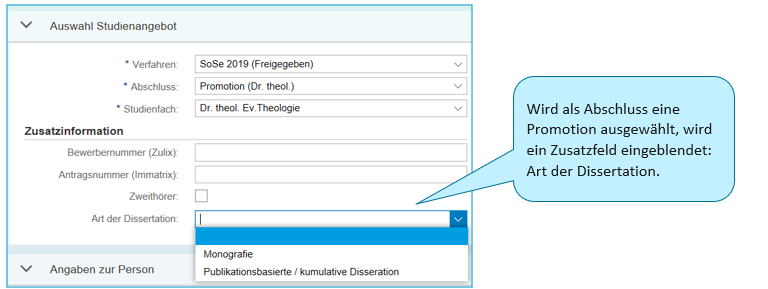 Auswahl Studienangebot
* Verfahren: SoSe 2019 (Freigegeben)
* Abschluss: Promotion (Dr. theol.)
* Studienfach: Dr. theol. Ev.Theologie
Zusatzinformation
Bewerbernummer (Zulix):
Antragsnummer (Immatrix):
Zweithörer:
Art der Dissertation:
Monografie
Publikationsbasierte / kumulative Disseration
Angaben zur Person
Wird als Abschluss eine
Promotion ausgewählt, wird
ein Zusatzfeld eingeblendet:
Art der Dissertation.